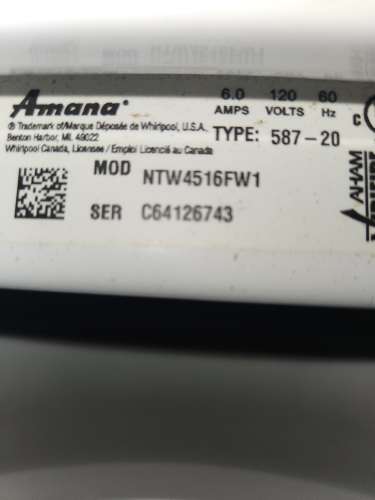 Amana®
6.0 120 60
AMPS VOLTS Hz
C
® Trademark of/Marque Déposée de Whirlpool, U.S.A.
Benton Harbor, MI. 49022
Whirlpool Canada, Licensee / Emploi Licencié au Canada
TYPE: 587-20
MOD NTW4516FW1
SER C64126743
AHAM